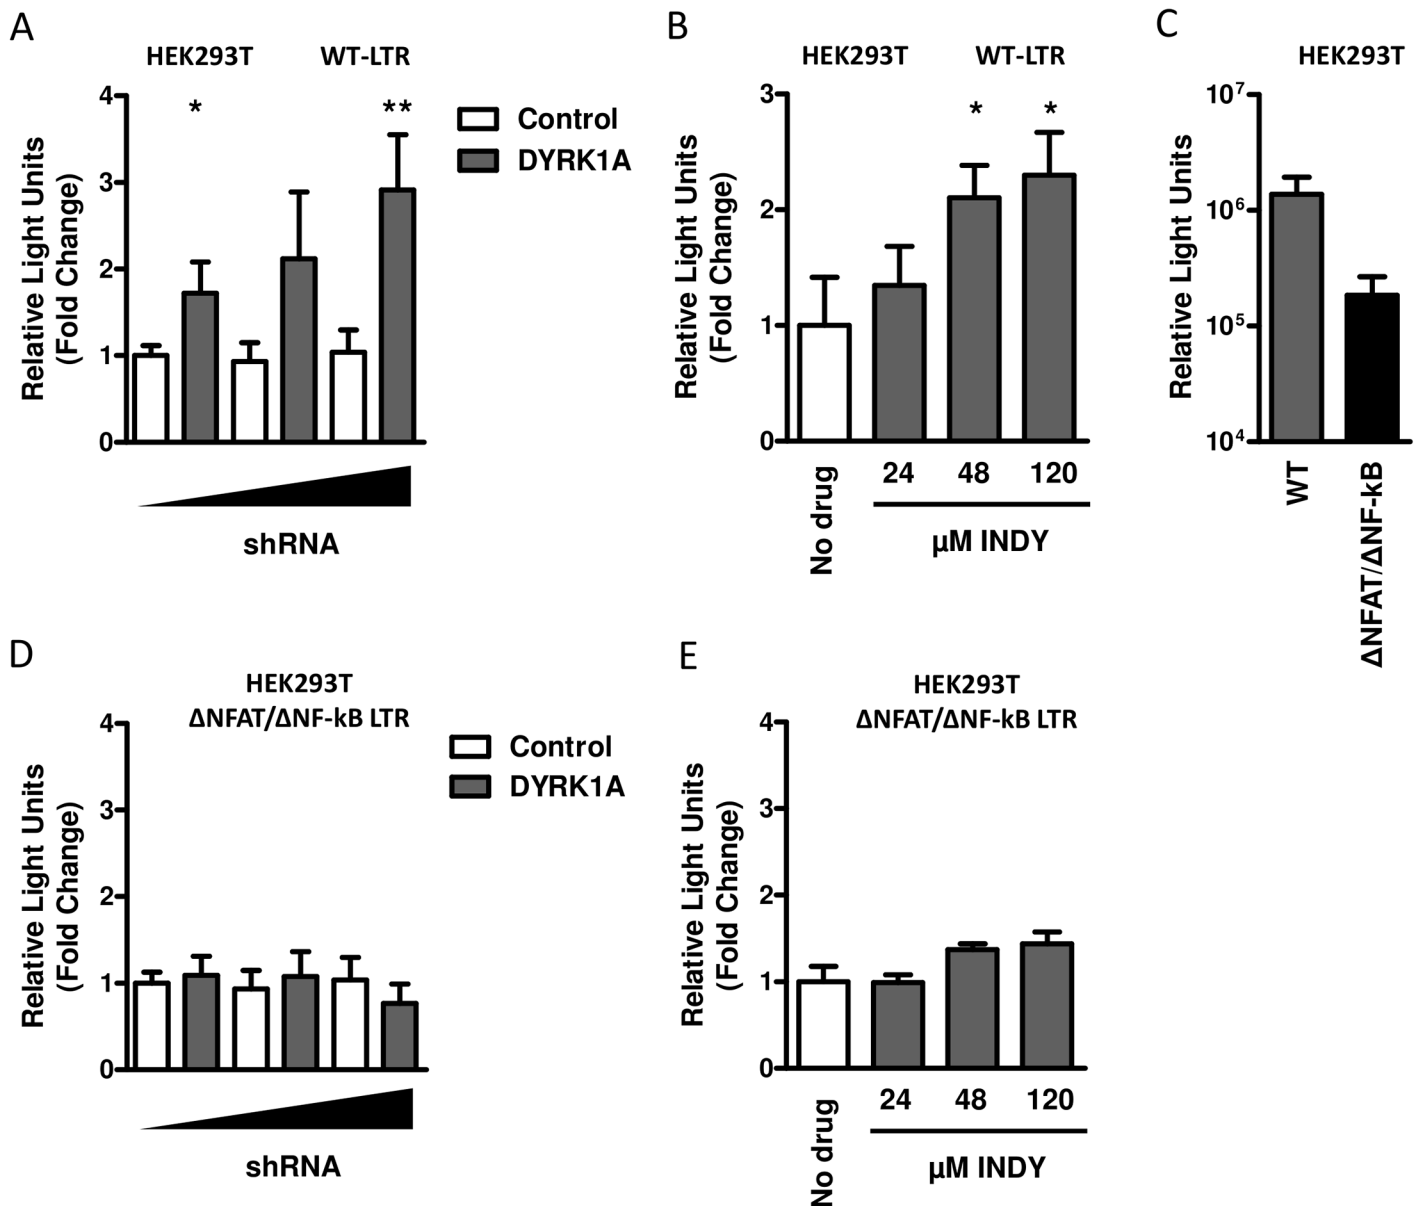 A
HEK293T WT-LTR
4
3
2
1
0
Relative Light Units
(Fold Change)
* **
Control
DYRK1A
shRNA
B
HEK293T WT-LTR
3
2
1
0
Relative Light Units
(Fold Change)
* *
No drug
24 48 120
µM INDY
C
HEK293T
10⁷
10⁶
10⁵
10⁴
Relative Light Units
WT
ΔNFAT/ΔNF-kB
D
HEK293T
ΔNFAT/ΔNF-kB LTR
4
3
2
1
0
Relative Light Units
(Fold Change)
Control
DYRK1A
shRNA
E
HEK293T
ΔNFAT/ΔNF-kB LTR
4
3
2
1
0
Relative Light Units
(Fold Change)
No drug
24 48 120
µM INDY